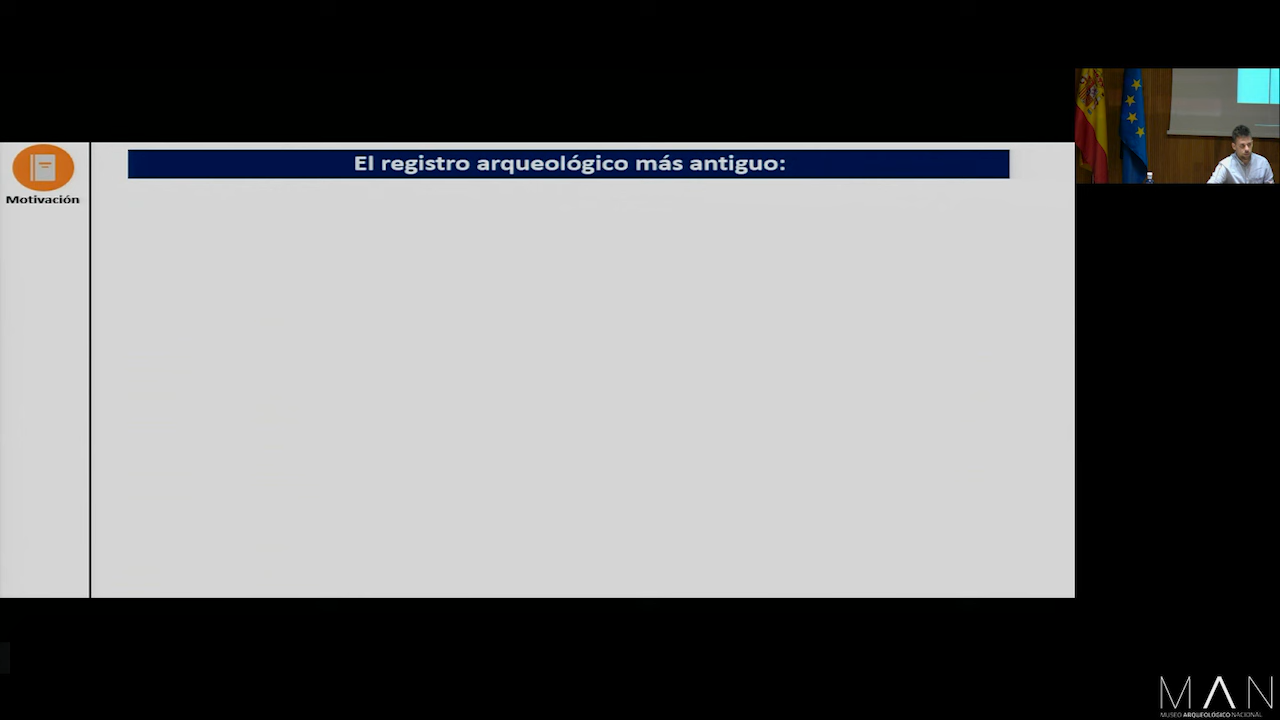 El registro arqueológico más antiguo:
Motivación
MAN
MUSEO ARQUEOLÓGICO NACIONAL